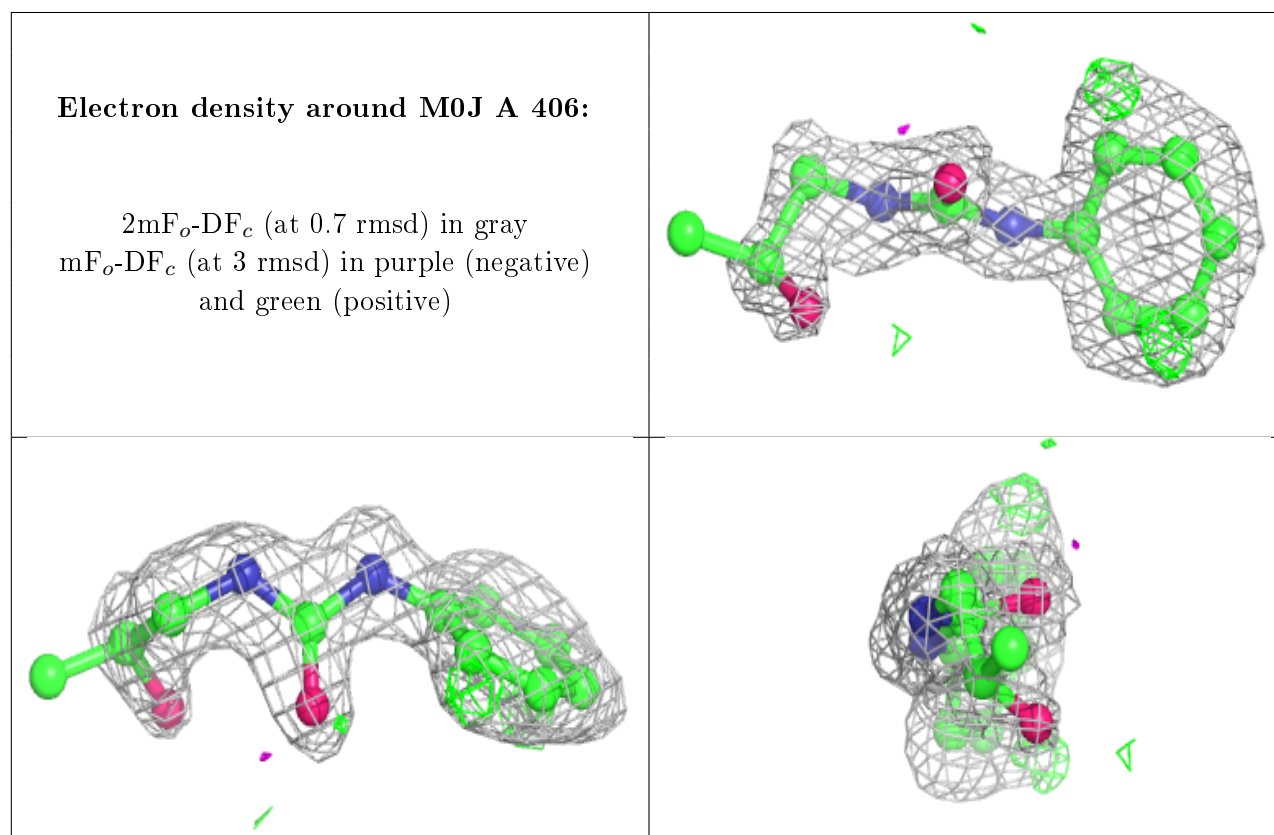 Electron density around M0J A 406:
2mFo-DFc (at 0.7 rmsd) in gray
mFo-DFc (at 3 rmsd) in purple (negative)
and green (positive)